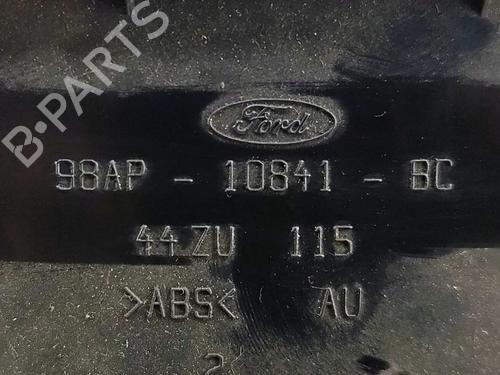 B-PARTS
Ford
98AP - 10841 - BC
44ZU 115
>ABS< AU